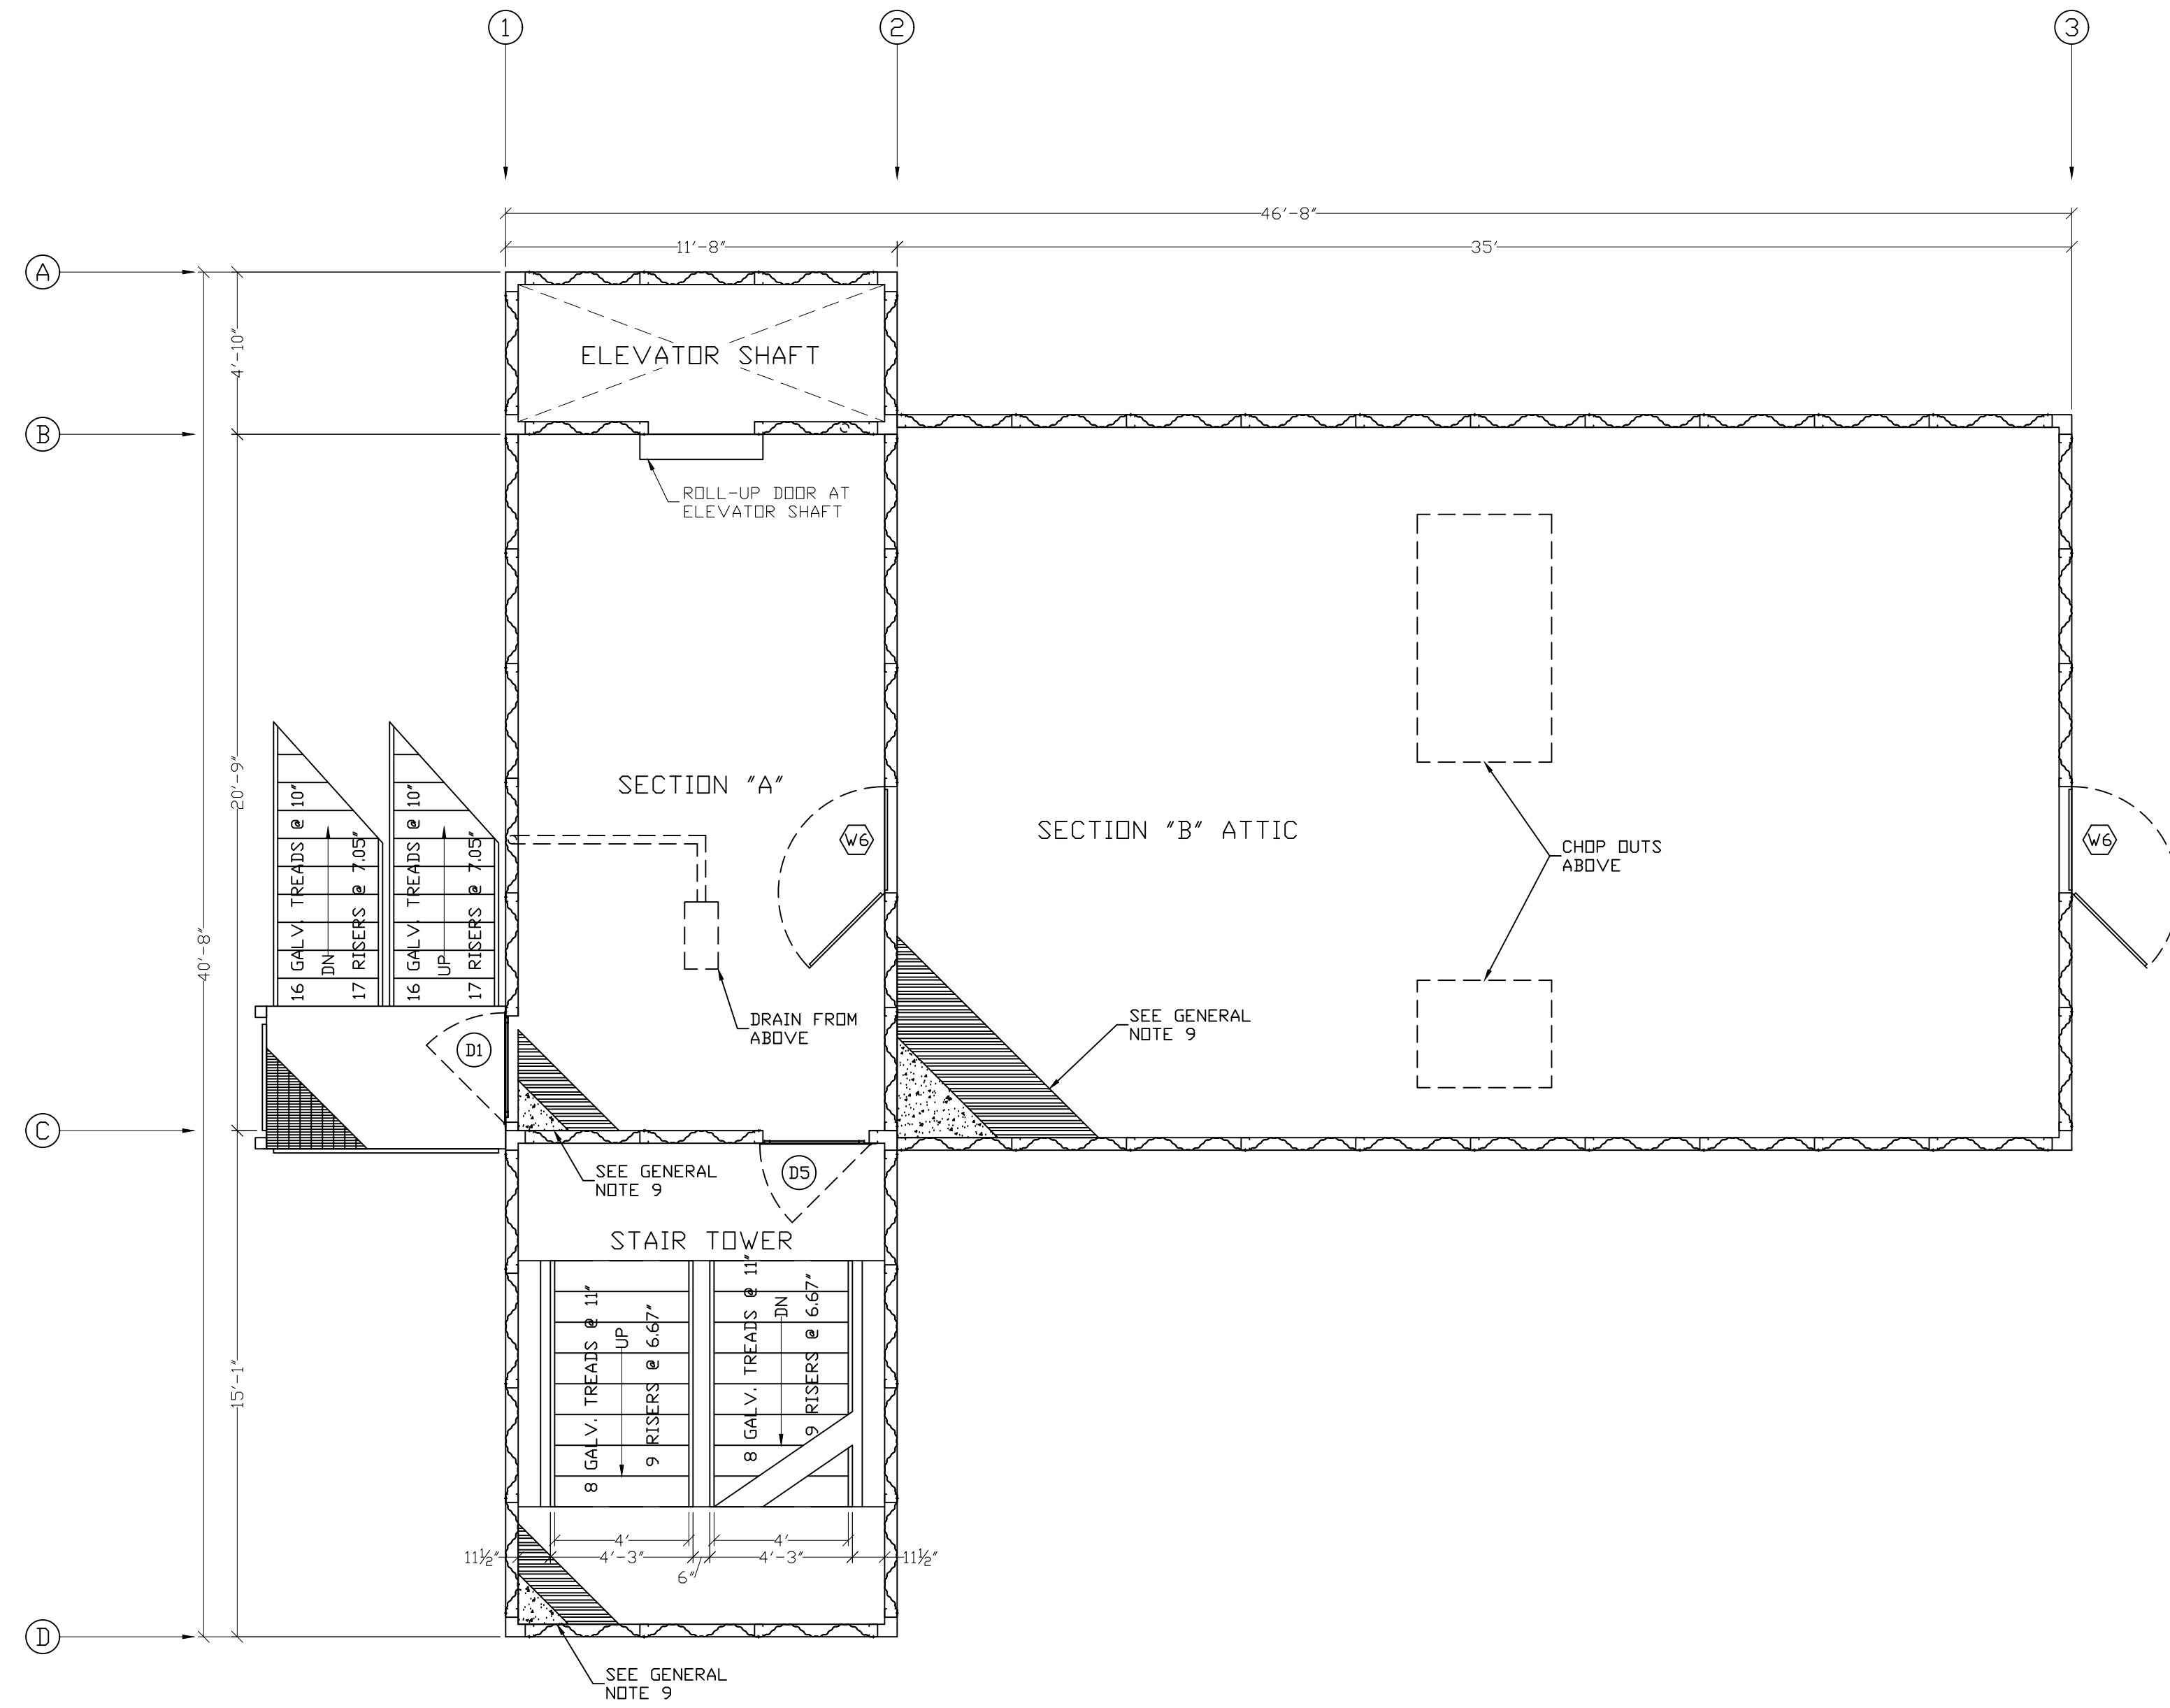 1
2
3
46'-8"
11'-8"
35'
A
4'-10"
ELEVATOR SHAFT
B
ROLL-UP DOOR AT
ELEVATOR SHAFT
20'-9"
40'-8"
SECTION "A"
SECTION "B" ATTIC
W6
W6
CHOP OUTS
ABOVE
16 GALV. TREADS @ 10"
DN
17 RISERS @ 7.05"
16 GALV. TREADS @ 10"
UP
17 RISERS @ 7.05"
DRAIN FROM
ABOVE
SEE GENERAL
NOTE 9
D1
C
SEE GENERAL
NOTE 9
D5
STAIR TOWER
15'-1"
8 GALV. TREADS @ 11"
UP
9 RISERS @ 6.67"
8 GALV. TREADS @ 11"
DN
9 RISERS @ 6.67"
4'
4'
11½"
4'-3"
6"
4'-3"
11½"
D
SEE GENERAL
NOTE 9